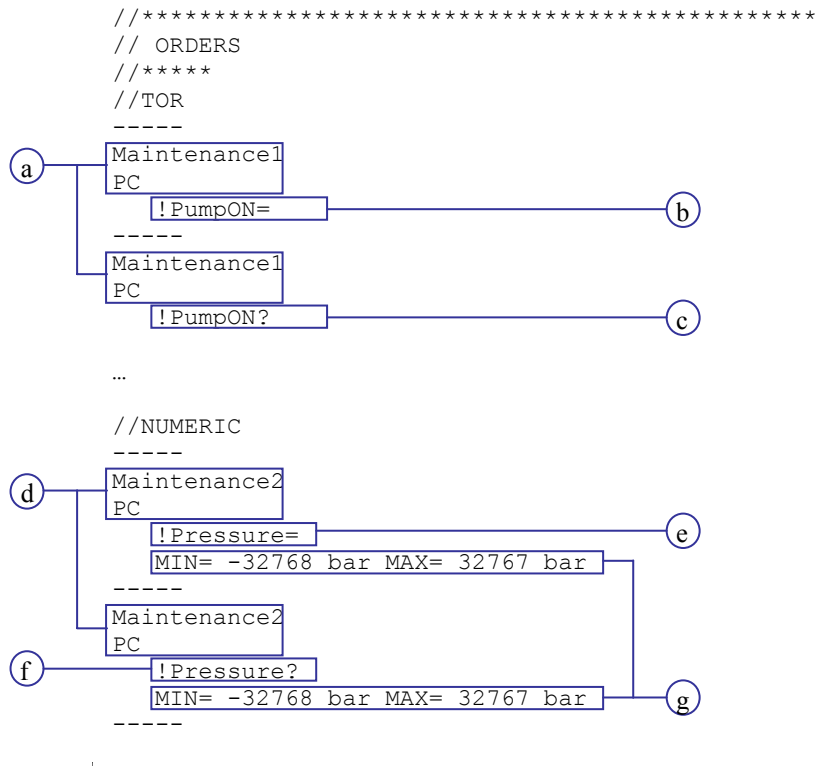 //***********************************************
// ORDERS
//*****
//TOR
-----
a
Maintenance1
PC
!PumpON=
b
-----
Maintenance1
PC
!PumpON?
c
…
//NUMERIC
-----
d
Maintenance2
PC
!Pressure=
e
MIN= -32768 bar MAX= 32767 bar
-----
Maintenance2
PC
f
!Pressure?
MIN= -32768 bar MAX= 32767 bar
g
-----